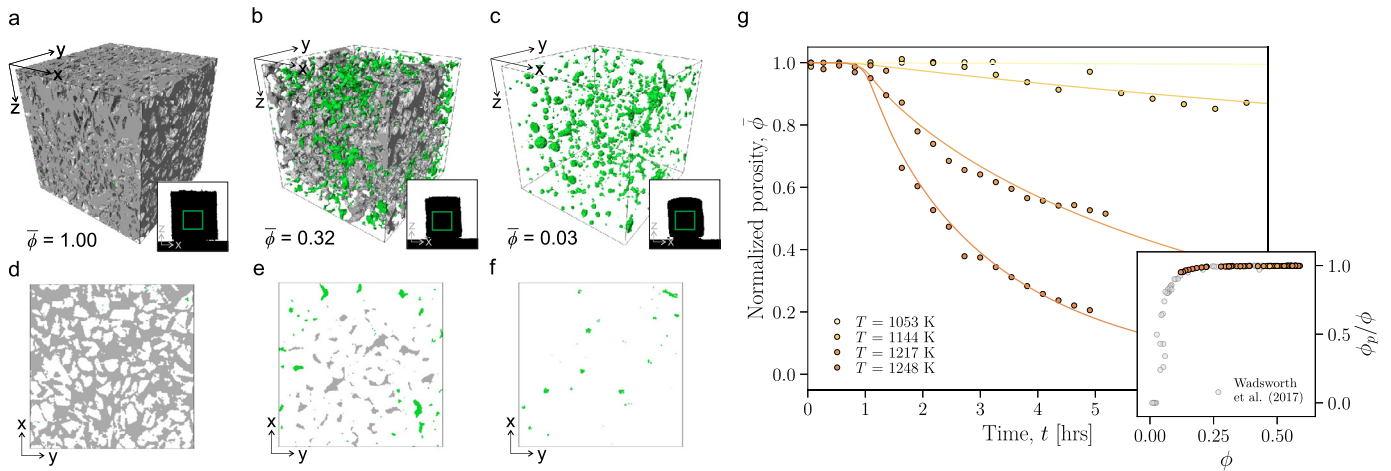 a
b
c
g
y
x
z
y
x
z
y
x
z
z
x
z
x
z
x
ϕ̅ = 1.00
ϕ̅ = 0.32
ϕ̅ = 0.03
d
e
f
x
y
x
y
x
y
Normalized porosity, ϕ̅
1.0
0.8
0.6
0.4
0.2
0.0
T = 1053 K
T = 1144 K
T = 1217 K
T = 1248 K
0
1
2
3
4
5
Time, t [hrs]
1.0
0.5
0.0
ϕp/ϕ
Wadsworth
et al. (2017)
0.00
0.25
0.50
ϕ